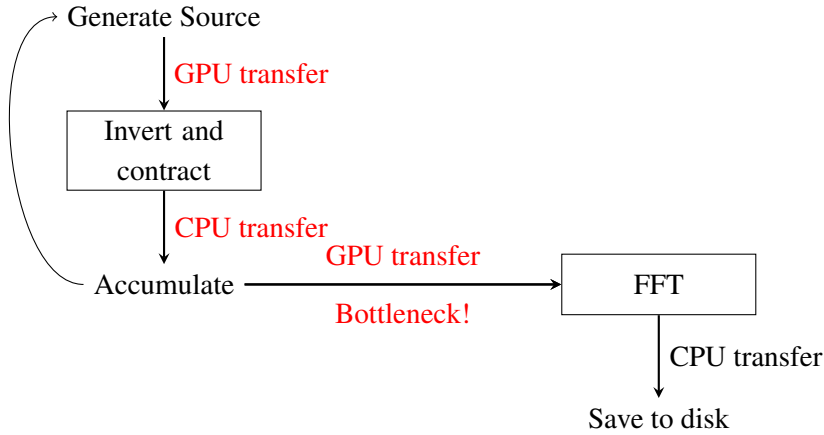 Generate Source
GPU transfer
Invert and
contract
CPU transfer
GPU transfer
Accumulate
FFT
Bottleneck!
CPU transfer
Save to disk